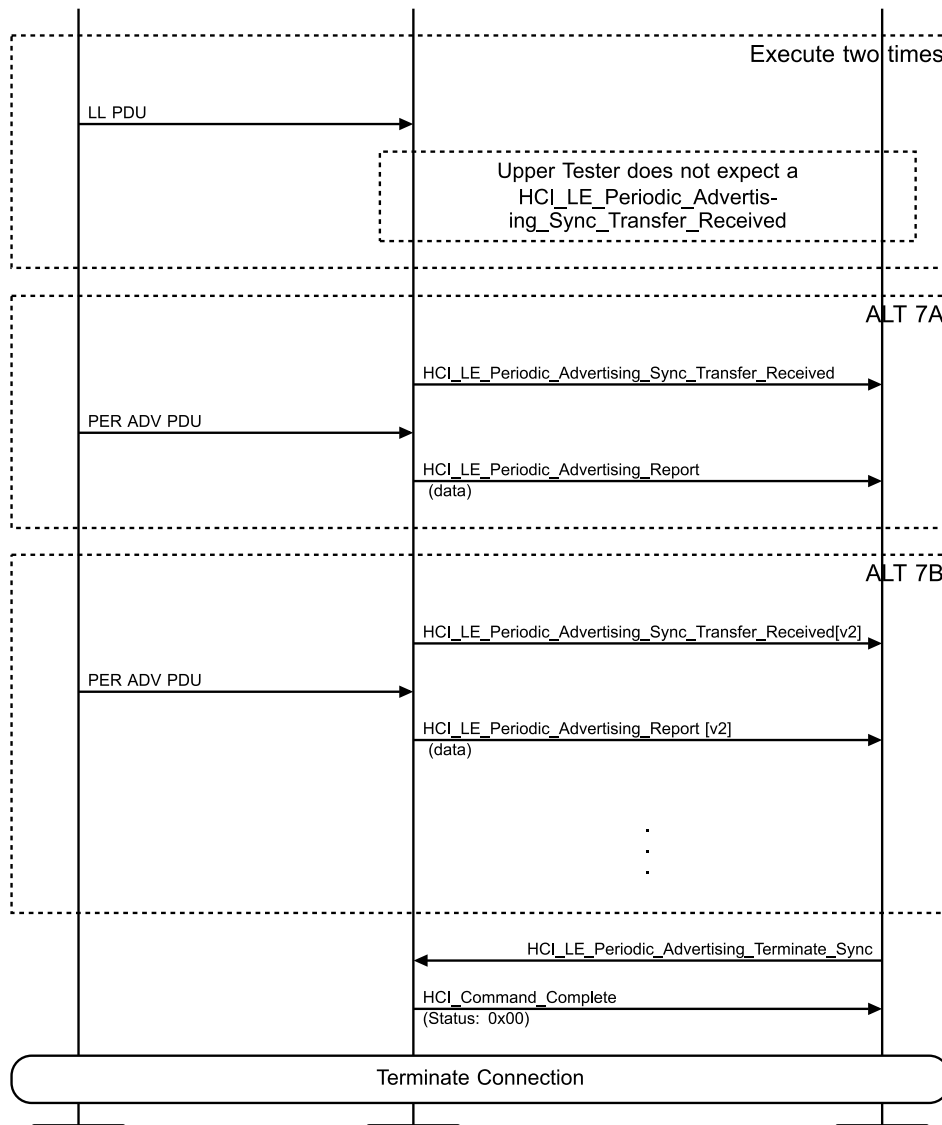 Execute two times
LL PDU
Upper Tester does not expect a
HCI_LE_Periodic_Advertis-
ing_Sync_Transfer_Received
ALT 7A
HCI_LE_Periodic_Advertising_Sync_Transfer_Received
PER ADV PDU
HCI_LE_Periodic_Advertising_Report
(data)
ALT 7B
HCI_LE_Periodic_Advertising_Sync_Transfer_Received[v2]
PER ADV PDU
HCI_LE_Periodic_Advertising_Report [v2]
(data)
.
.
.
HCI_LE_Periodic_Advertising_Terminate_Sync
HCI_Command_Complete
(Status: 0x00)
Terminate Connection